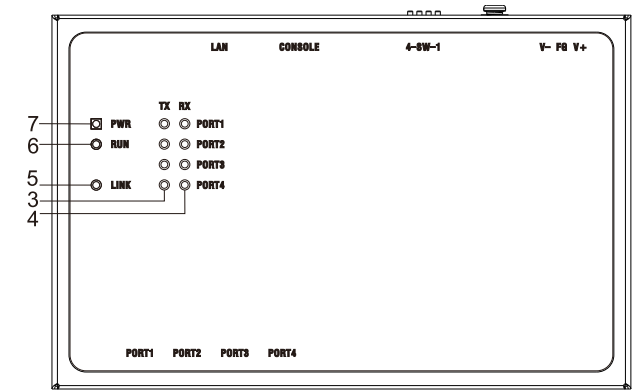 LAN CONSOLE 4-SW-1 V- FG V+
TX RX
7 PWR PORT1
6 RUN PORT2
PORT3
5 LINK PORT4
3
4
PORT1 PORT2 PORT3 PORT4